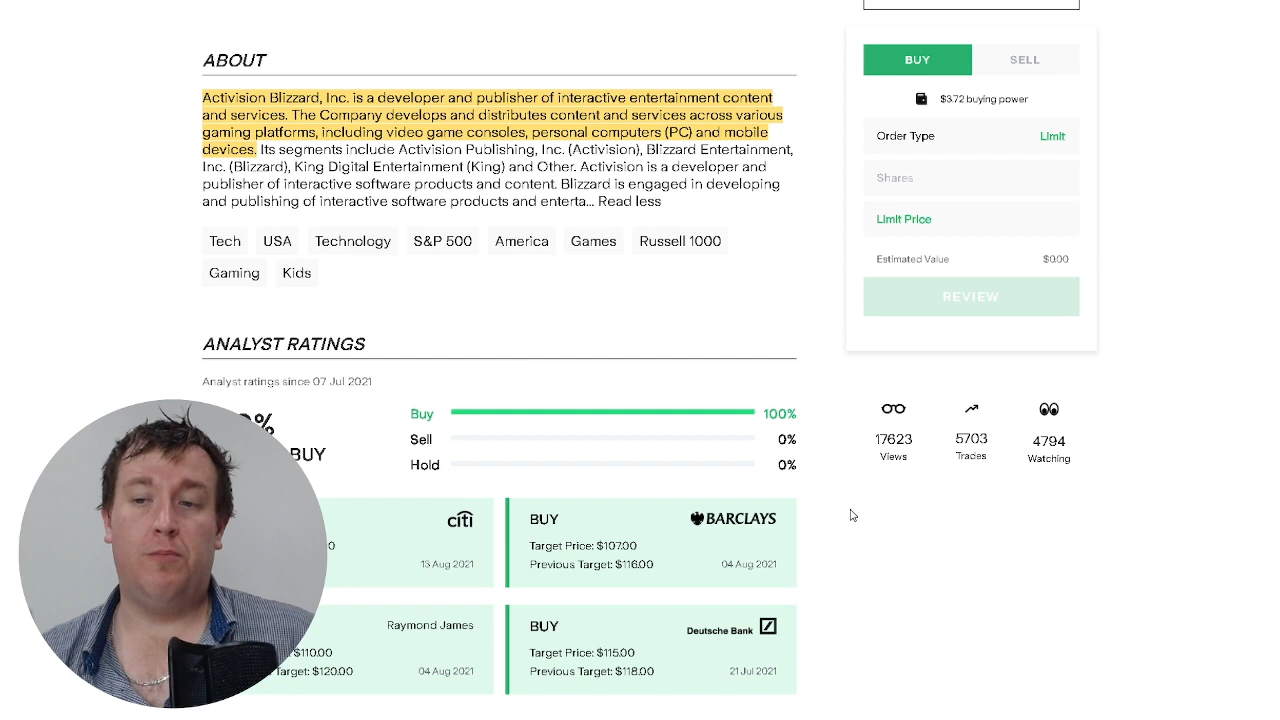 ABOUT
Activision Blizzard, Inc. is a developer and publisher of interactive entertainment content
and services. The Company develops and distributes content and services across various
gaming platforms, including video game consoles, personal computers (PC) and mobile
devices. Its segments include Activision Publishing, Inc. (Activision), Blizzard Entertainment,
Inc. (Blizzard), King Digital Entertainment (King) and Other. Activision is a developer and
publisher of interactive software products and content. Blizzard is engaged in developing
and publishing of interactive software products and enterta... Read less
Tech USA Technology S&P 500 America Games Russell 1000
Gaming Kids
ANALYST RATINGS
Analyst ratings since 07 Jul 2021
%
BUY
Buy 100%
Sell 0%
Hold 0%
citi
0
13 Aug 2021
BUY BARCLAYS
Target Price: $107.00
Previous Target: $116.00 04 Aug 2021
Raymond James
$110.00
Target: $120.00 04 Aug 2021
BUY Deutsche Bank
Target Price: $115.00
Previous Target: $118.00 21 Jul 2021
BUY SELL
$3.72 buying power
Order Type Limit
Shares
Limit Price
Estimated Value $0.00
REVIEW
17623 5703 4794
Views Trades Watching